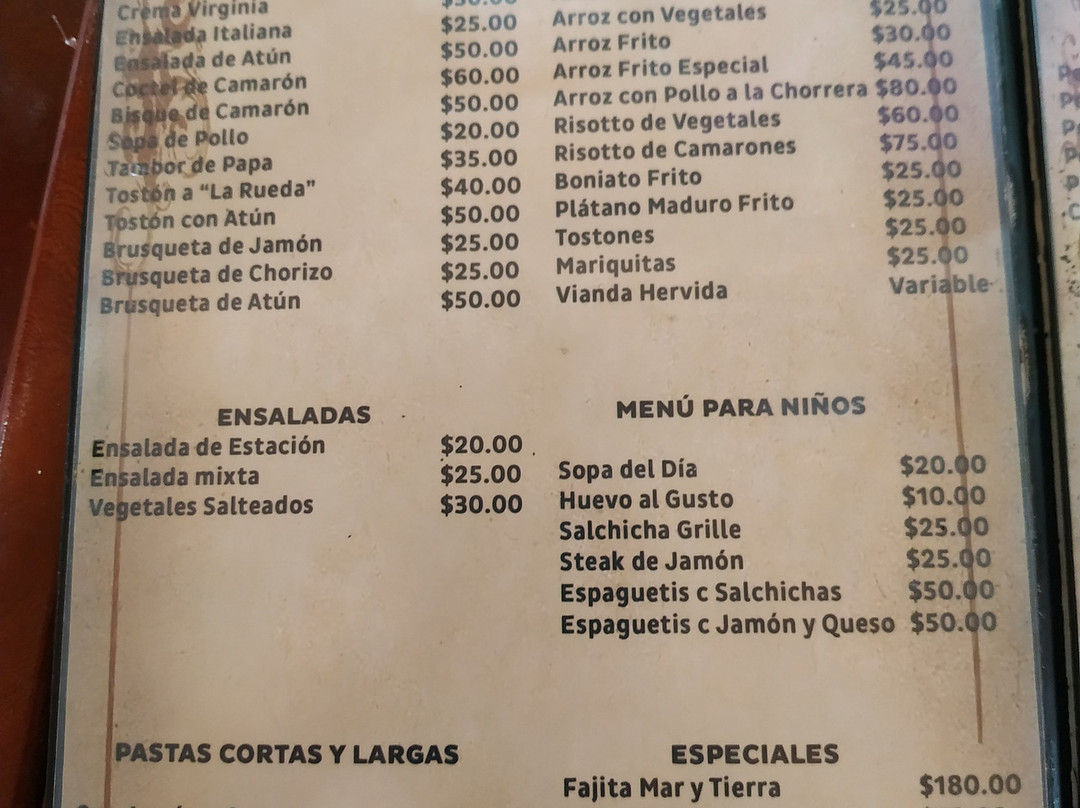 Crema Virginia
Ensalada Italiana $25.00
Ensalada de Atún $50.00
Coctel de Camarón $60.00
Bisque de Camarón $50.00
Sopa de Pollo $20.00
Tambor de Papa $35.00
Tostón a “La Rueda” $40.00
Tostón con Atún $50.00
Brusqueta de Jamón $25.00
Brusqueta de Chorizo $25.00
Brusqueta de Atún $50.00
Arroz con Vegetales $25.00
Arroz Frito $30.00
Arroz Frito Especial $45.00
Arroz con Pollo a la Chorrera $80.00
Risotto de Vegetales $60.00
Risotto de Camarones $75.00
Boniato Frito $25.00
Plátano Maduro Frito $25.00
Tostones $25.00
Mariquitas $25.00
Vianda Hervida Variable
ENSALADAS
Ensalada de Estación $20.00
Ensalada mixta $25.00
Vegetales Salteados $30.00
MENÚ PARA NIÑOS
Sopa del Día $20.00
Huevo al Gusto $10.00
Salchicha Grille $25.00
Steak de Jamón $25.00
Espaguetis c Salchichas $50.00
Espaguetis c Jamón y Queso $50.00
PASTAS CORTAS Y LARGAS
ESPECIALES
Fajita Mar y Tierra $180.00